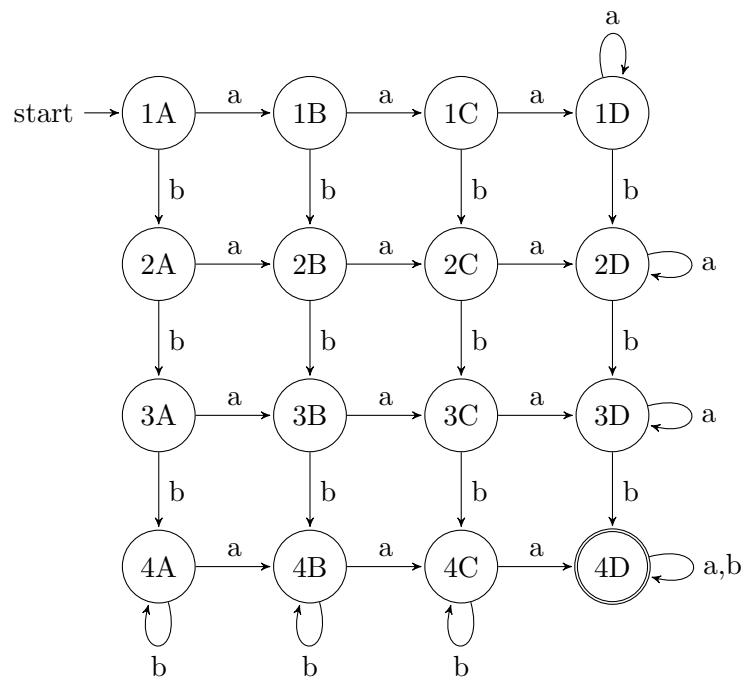 a
start 1A a 1B a 1C a 1D
b b b b
2A a 2B a 2C a 2D a
b b b b
3A a 3B a 3C a 3D a
b b b b
4A a 4B a 4C a 4D a,b
b b b